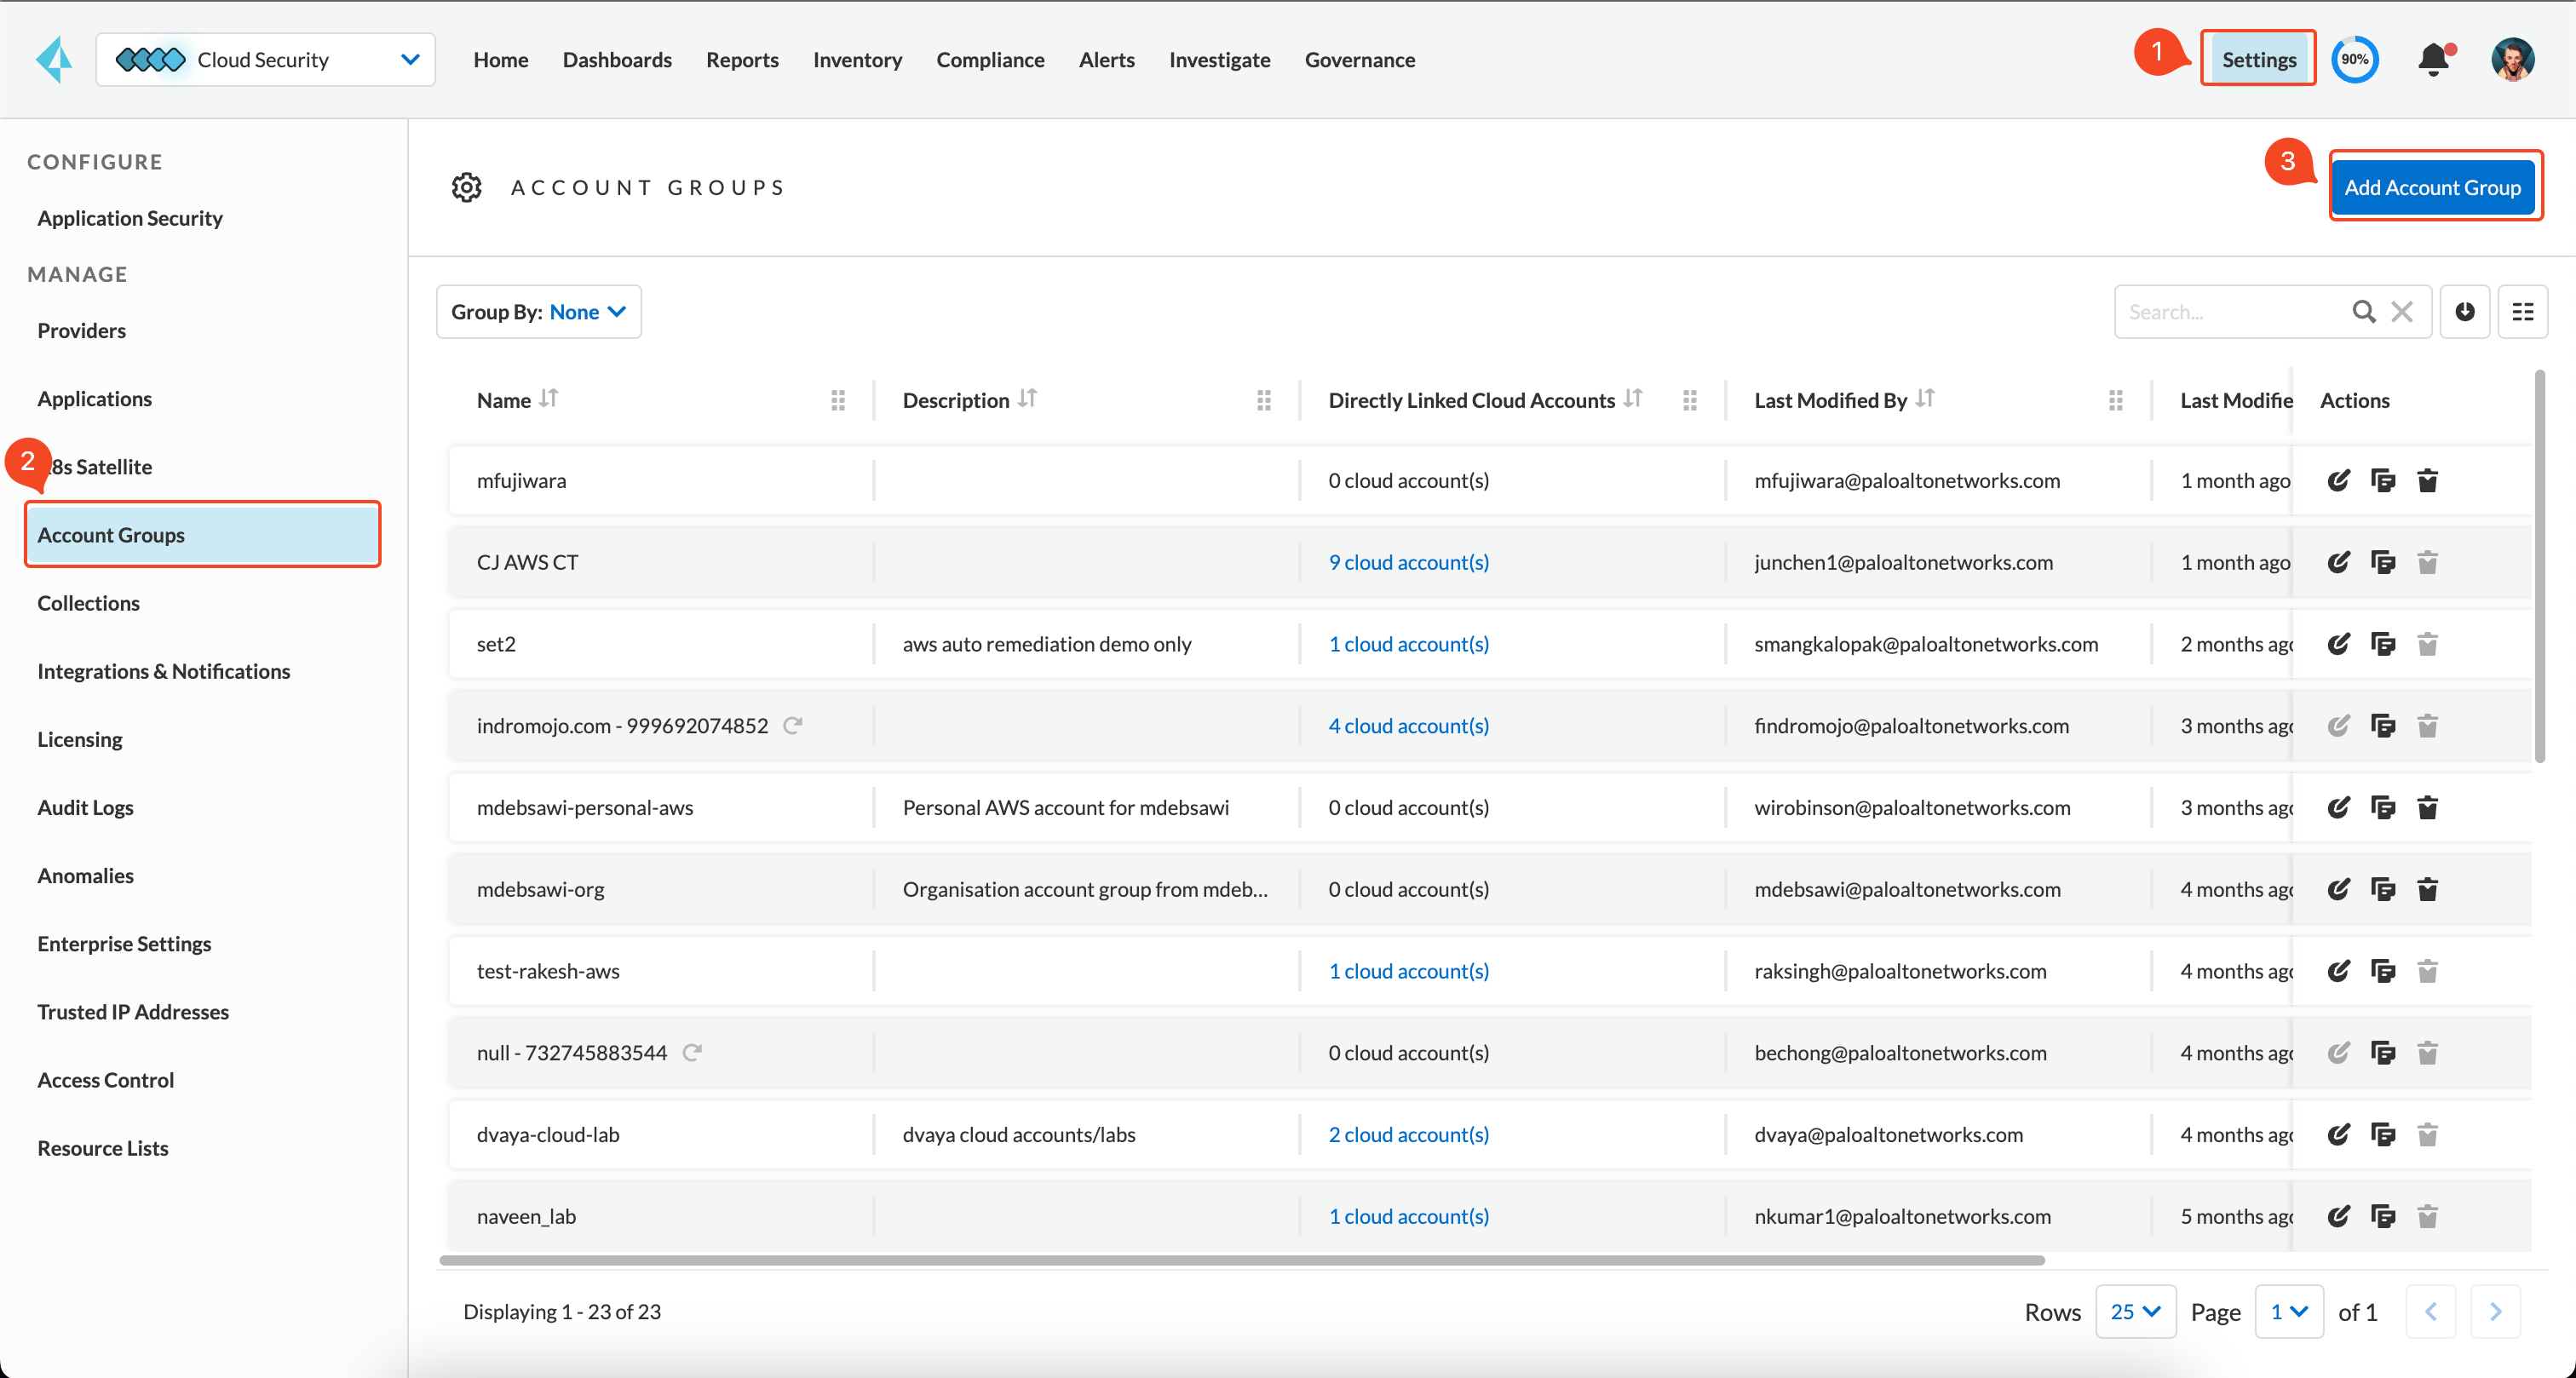 Cloud Security
Home Dashboards Reports Inventory Compliance Alerts Investigate Governance
1
Settings
90%
CONFIGURE
Application Security
MANAGE
Providers
Applications
8s Satellite
2
Account Groups
Collections
Integrations & Notifications
Licensing
Audit Logs
Anomalies
Enterprise Settings
Trusted IP Addresses
Access Control
Resource Lists
ACCOUNT GROUPS
3
Add Account Group
Group By: None
Search...
Name Description Directly Linked Cloud Accounts Last Modified By Last Modifie Actions
mfujiwara 0 cloud account(s) mfujiwara@paloaltonetworks.com 1 month ago
CJ AWS CT 9 cloud account(s) junchen1@paloaltonetworks.com 1 month ago
set2 aws auto remediation demo only 1 cloud account(s) smangkalopak@paloaltonetworks.com 2 months ago
indromojo.com - 999692074852 4 cloud account(s) findromojo@paloaltonetworks.com 3 months ago
mdebsawi-personal-aws Personal AWS account for mdebsawi 0 cloud account(s) wirobinson@paloaltonetworks.com 3 months ago
mdebsawi-org Organisation account group from mdeb... 0 cloud account(s) mdebsawi@paloaltonetworks.com 4 months ago
test-rakesh-aws 1 cloud account(s) raksingh@paloaltonetworks.com 4 months ago
null - 732745883544 0 cloud account(s) bechong@paloaltonetworks.com 4 months ago
dvaya-cloud-lab dvaya cloud accounts/labs 2 cloud account(s) dvaya@paloaltonetworks.com 4 months ago
naveen_lab 1 cloud account(s) nkumar1@paloaltonetworks.com 5 months ago
Displaying 1 - 23 of 23
Rows 25 Page 1 of 1